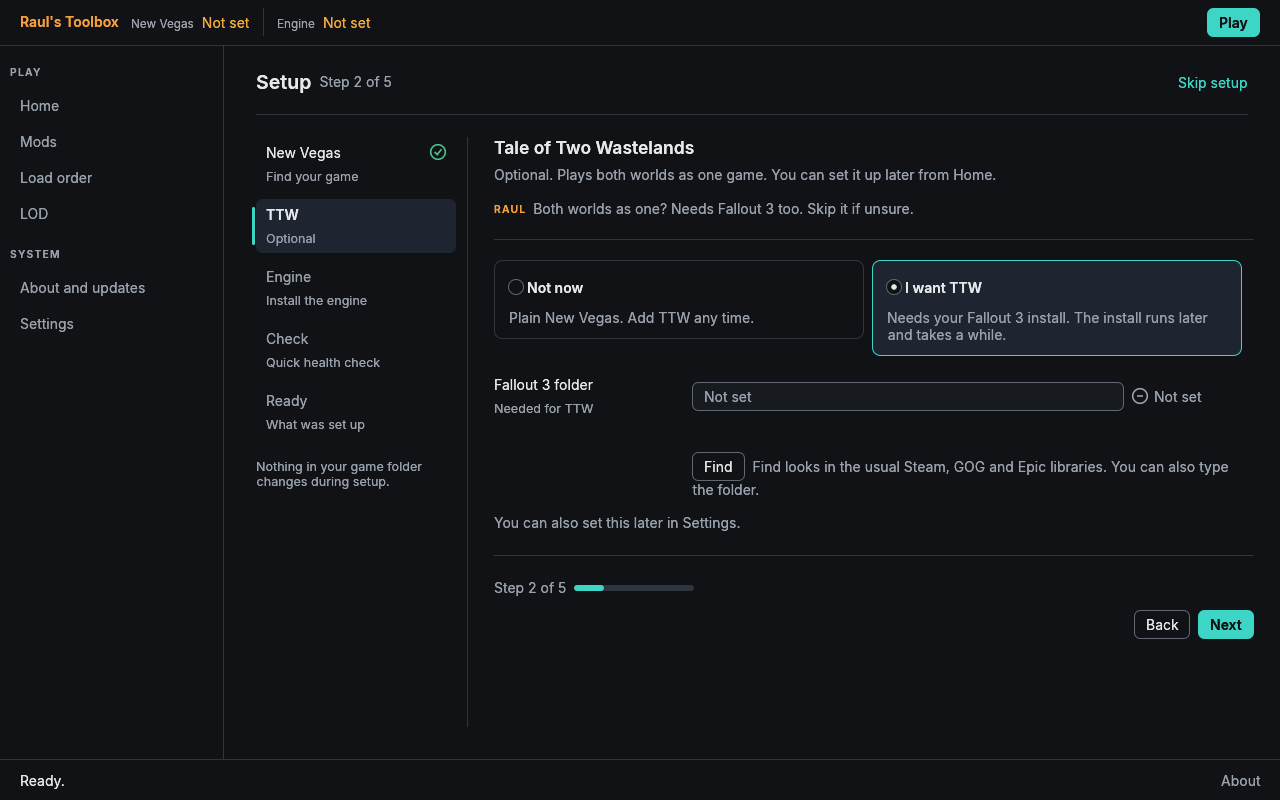 Raul's Toolbox New Vegas Not set Engine Not set Play
PLAY
Home
Mods
Load order
LOD
SYSTEM
About and updates
Settings
Setup Step 2 of 5 Skip setup
New Vegas
Find your game
TTW
Optional
Engine
Install the engine
Check
Quick health check
Ready
What was set up
Nothing in your game folder
changes during setup.
Tale of Two Wastelands
Optional. Plays both worlds as one game. You can set it up later from Home.
RAUL Both worlds as one? Needs Fallout 3 too. Skip it if unsure.
Not now
Plain New Vegas. Add TTW any time.
I want TTW
Needs your Fallout 3 install. The install runs later
and takes a while.
Fallout 3 folder
Needed for TTW
Not set Not set
Find Find looks in the usual Steam, GOG and Epic libraries. You can also type
the folder.
You can also set this later in Settings.
Step 2 of 5
Back Next
Ready. About